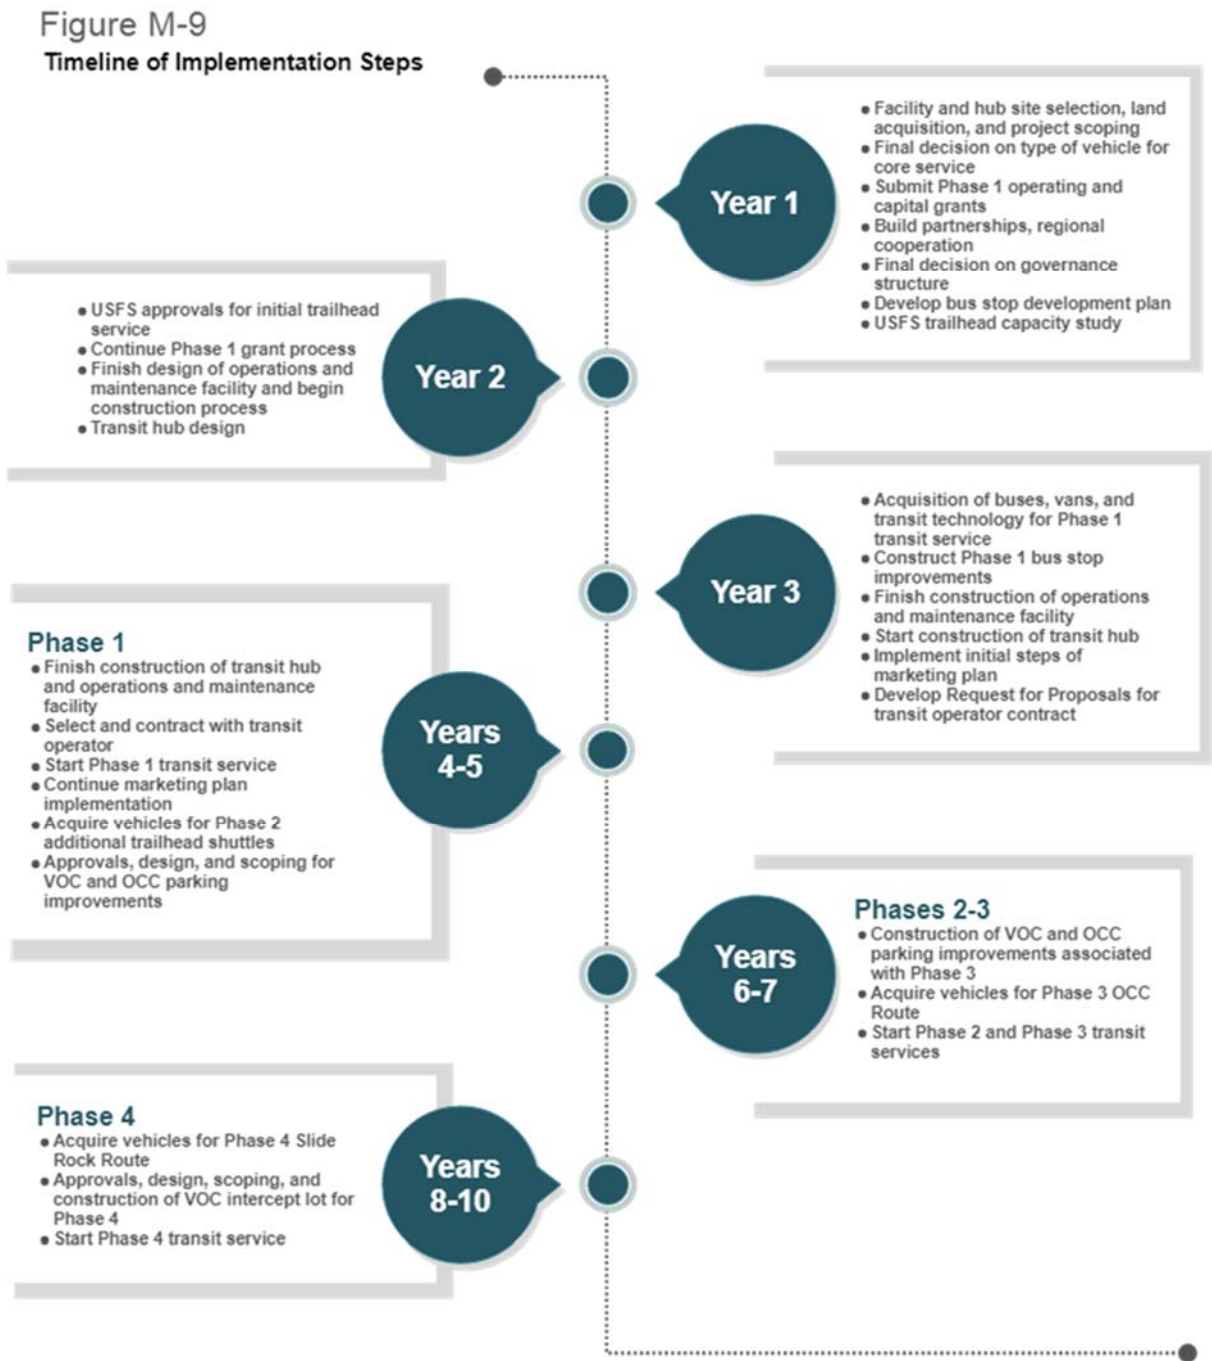 Figure M-9
Timeline of Implementation Steps
Year 1
● Facility and hub site selection, land
acquisition, and project scoping
● Final decision on type of vehicle for
core service
● Submit Phase 1 operating and
capital grants
● Build partnerships, regional
cooperation
● Final decision on governance
structure
● Develop bus stop development plan
● USFS trailhead capacity study
● USFS approvals for initial trailhead
service
● Continue Phase 1 grant process
● Finish design of operations and
maintenance facility and begin
construction process
● Transit hub design
Year 2
Year 3
● Acquisition of buses, vans, and
transit technology for Phase 1
transit service
● Construct Phase 1 bus stop
improvements
● Finish construction of operations
and maintenance facility
● Start construction of transit hub
● Implement initial steps of
marketing plan
● Develop Request for Proposals for
transit operator contract
Phase 1
● Finish construction of transit hub
and operations and maintenance
facility
● Select and contract with transit
operator
● Start Phase 1 transit service
● Continue marketing plan
implementation
● Acquire vehicles for Phase 2
additional trailhead shuttles
● Approvals, design, and scoping for
VOC and OCC parking
improvements
Years
4-5
Years
6-7
Phases 2-3
● Construction of VOC and OCC
parking improvements associated
with Phase 3
● Acquire vehicles for Phase 3 OCC
Route
● Start Phase 2 and Phase 3 transit
services
Phase 4
● Acquire vehicles for Phase 4 Slide
Rock Route
● Approvals, design, scoping, and
construction of VOC intercept lot for
Phase 4
● Start Phase 4 transit service
Years
8-10